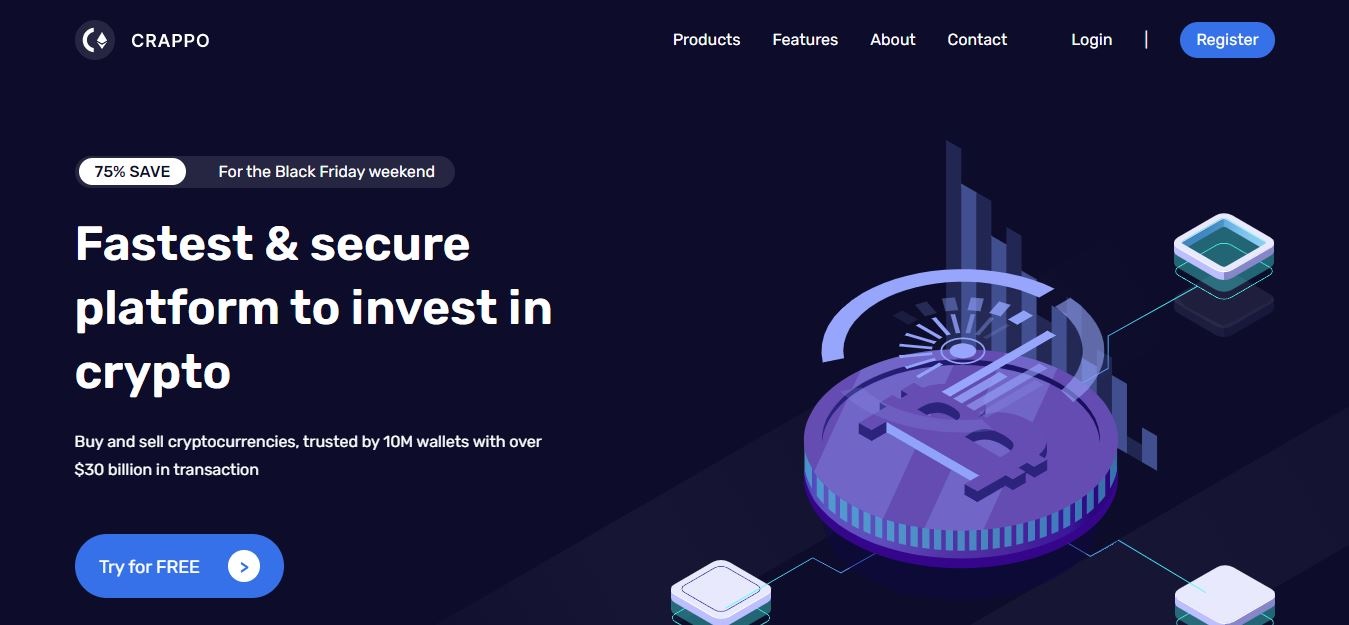 CRAPPO
Products Features About Contact Login | Register
75% SAVE For the Black Friday weekend
Fastest & secure
platform to invest in
crypto
Buy and sell cryptocurrencies, trusted by 10M wallets with over
$30 billion in transaction
Try for FREE >